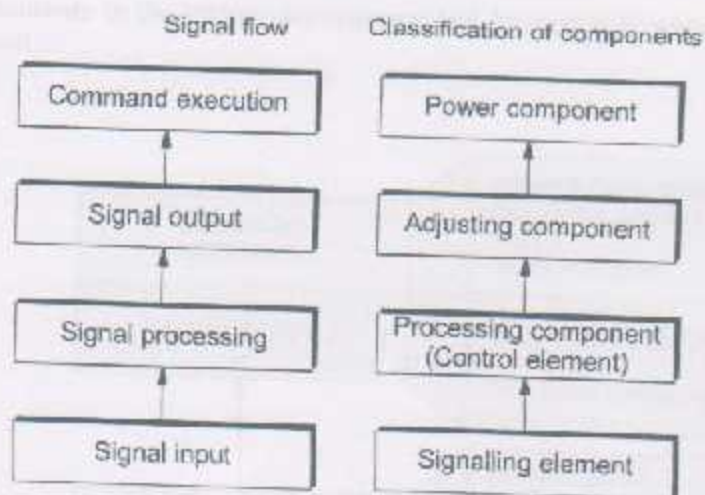 Signal flow
Classification of components
Command execution
Power component
Signal output
Adjusting component
Signal processing
Processing component
(Control element)
Signal input
Signalling element